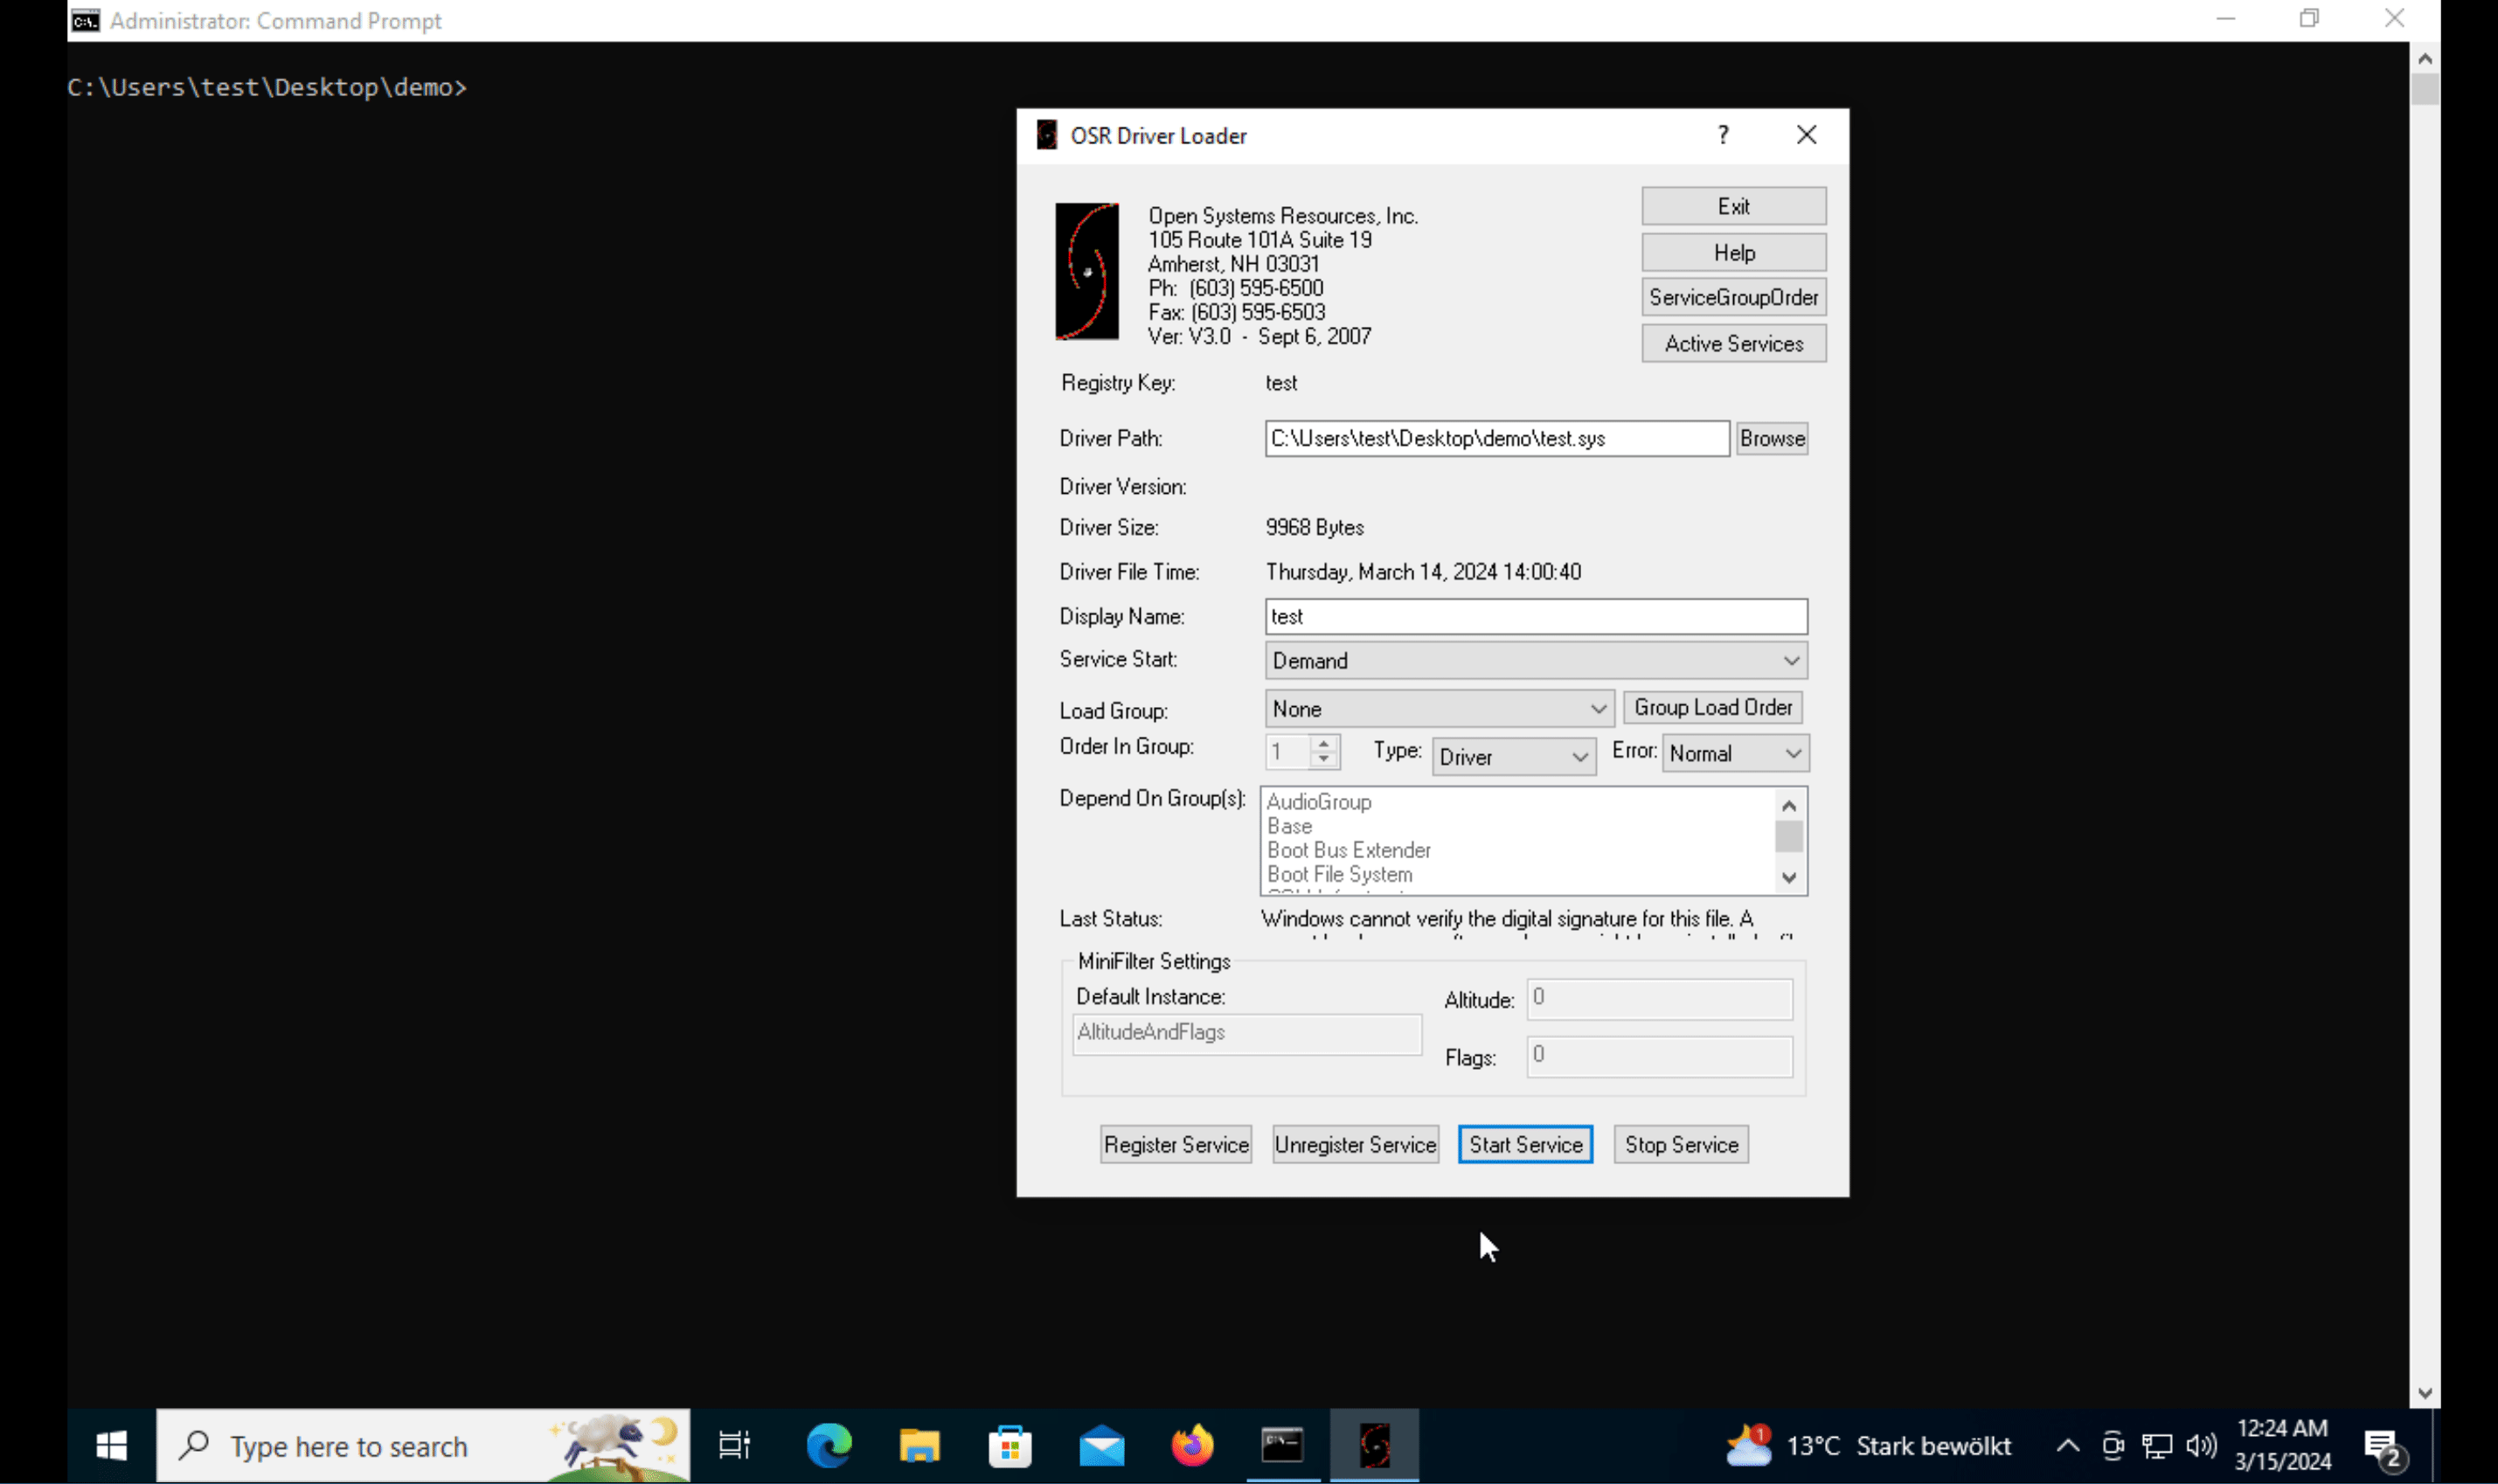 Administrator: Command Prompt
C:\Users\test\Desktop\demo>
OSR Driver Loader
?
Open Systems Resources, Inc.
105 Route 101A Suite 19
Amherst, NH 03031
Ph: (603) 595-6500
Fax: (603) 595-6503
Ver: V3.0 - Sept 6, 2007
Exit
Help
ServiceGroupOrder
Active Services
Registry Key: test
Driver Path: C:\Users\test\Desktop\demo\test.sys Browse
Driver Version:
Driver Size: 9968 Bytes
Driver File Time: Thursday, March 14, 2024 14:00:40
Display Name: test
Service Start: Demand
Load Group: None Group Load Order
Order In Group: 1 Type: Driver Error: Normal
Depend On Group(s): AudioGroup
Base
Boot Bus Extender
Boot File System
Last Status: Windows cannot verify the digital signature for this file. A
MiniFilter Settings
Default Instance:
AltitudeAndFlags
Altitude: 0
Flags: 0
Register Service Unregister Service Start Service Stop Service
Type here to search
1
13°C Stark bewölkt
12:24 AM
3/15/2024
2